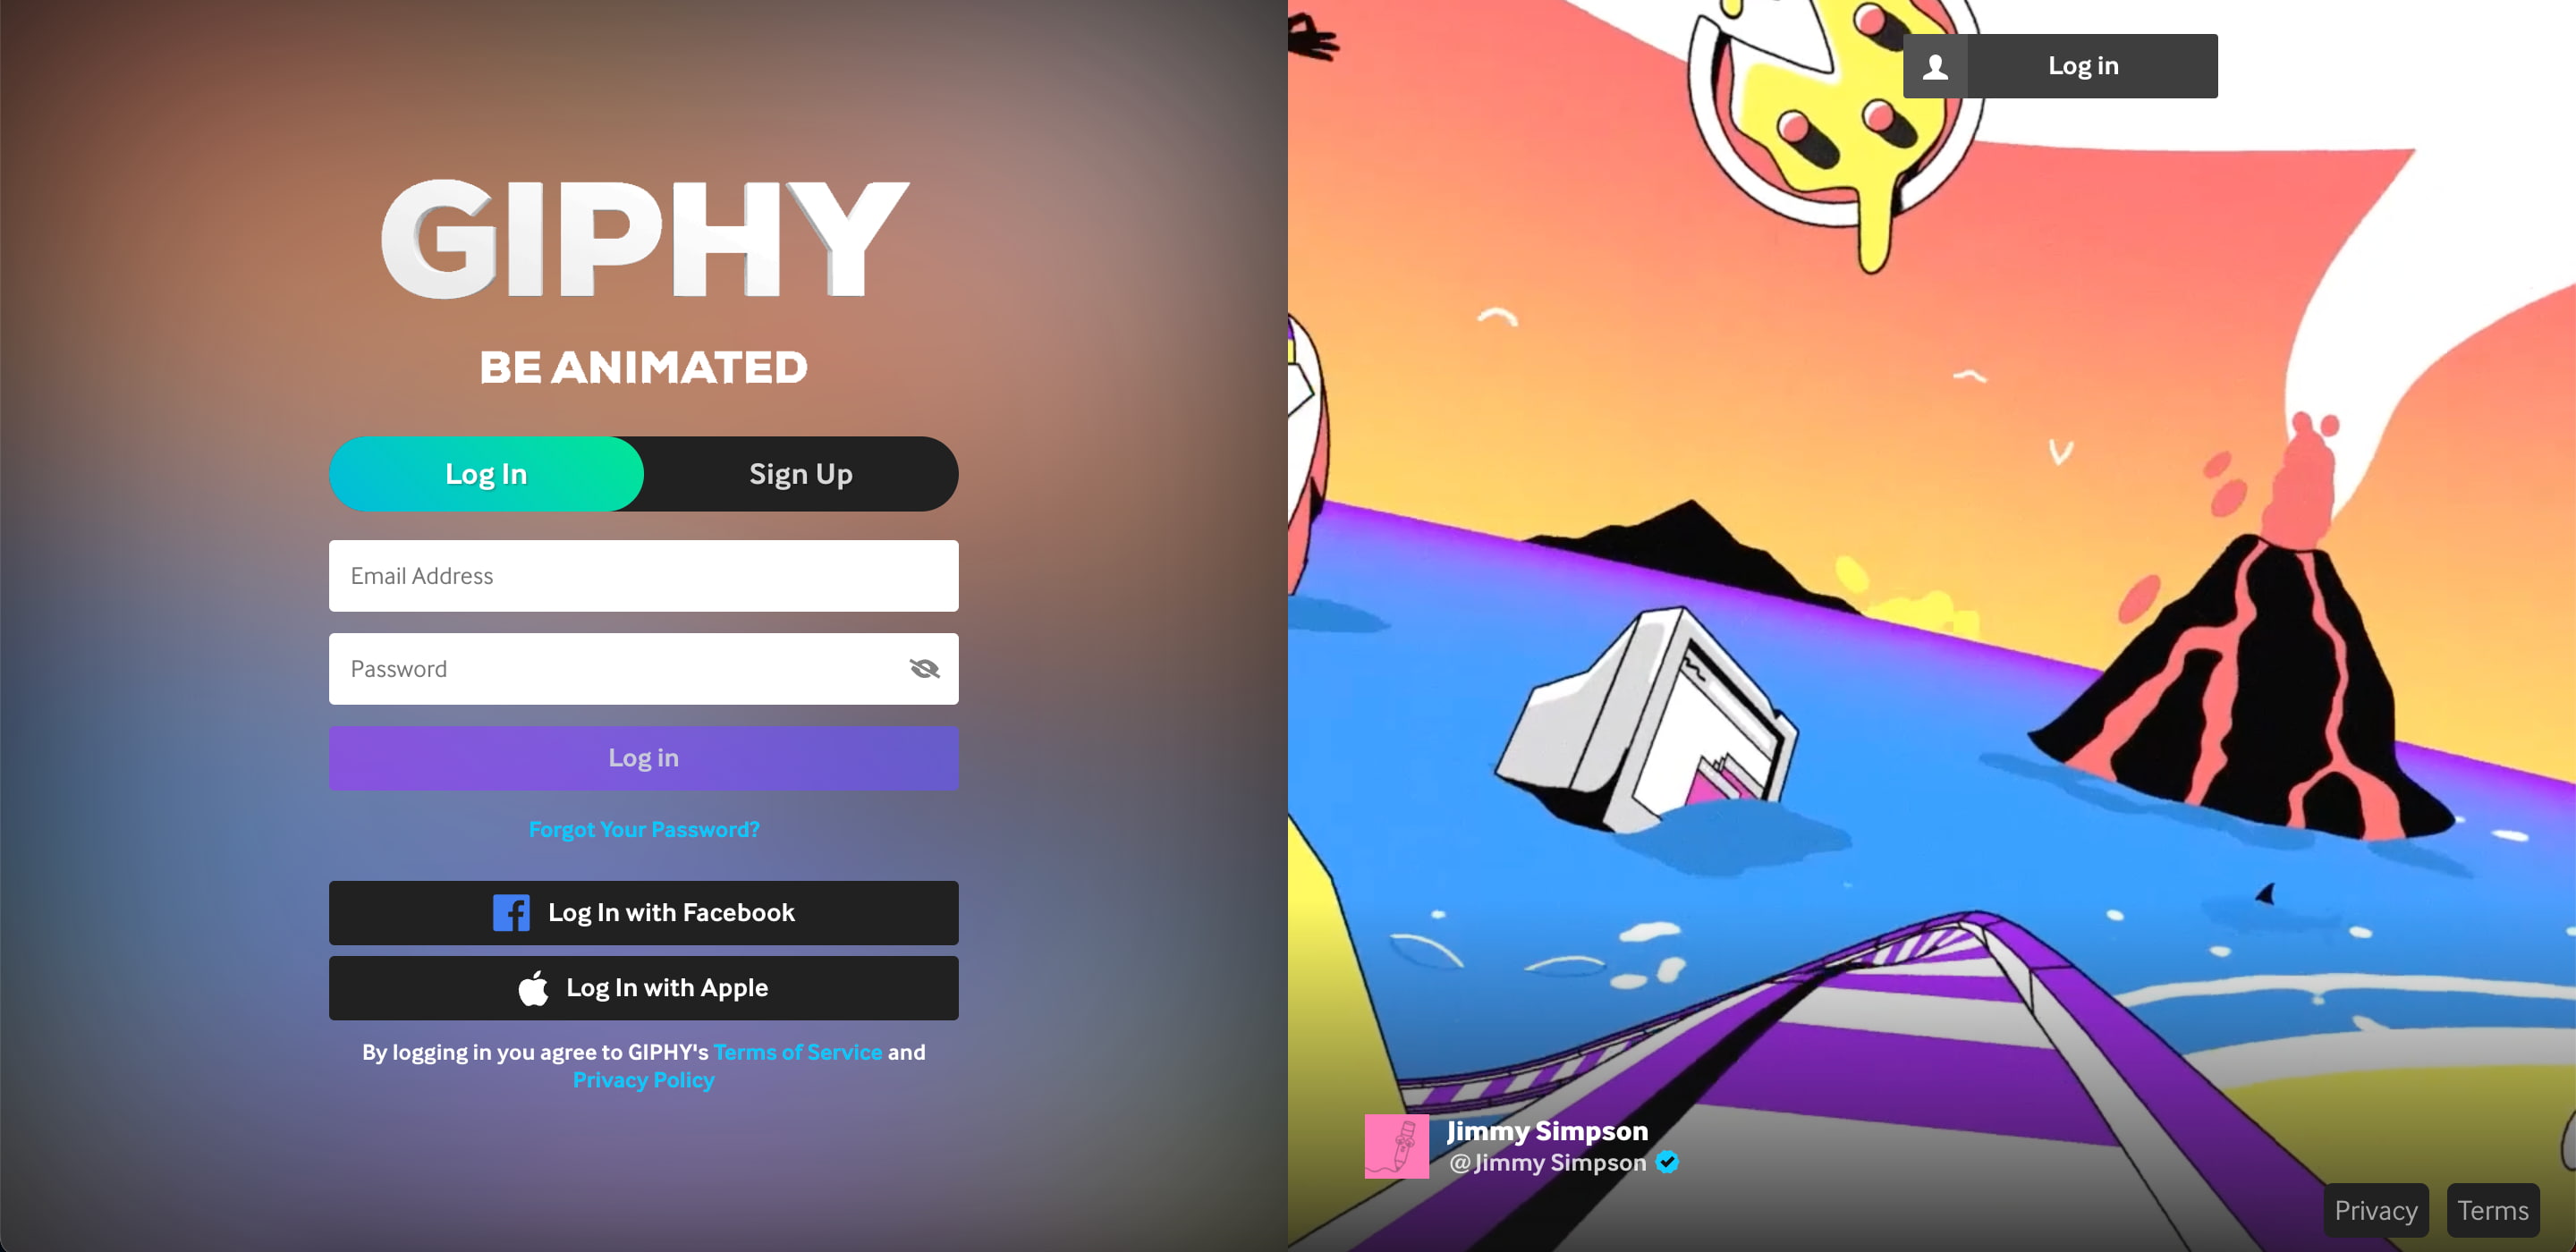 GIPHY
BE ANIMATED
Log In
Sign Up
Email Address
Password
Log in
Forgot Your Password?
Log In with Facebook
Log In with Apple
By logging in you agree to GIPHY's Terms of Service and
Privacy Policy
Log in
Jimmy Simpson
@Jimmy Simpson
Privacy
Terms